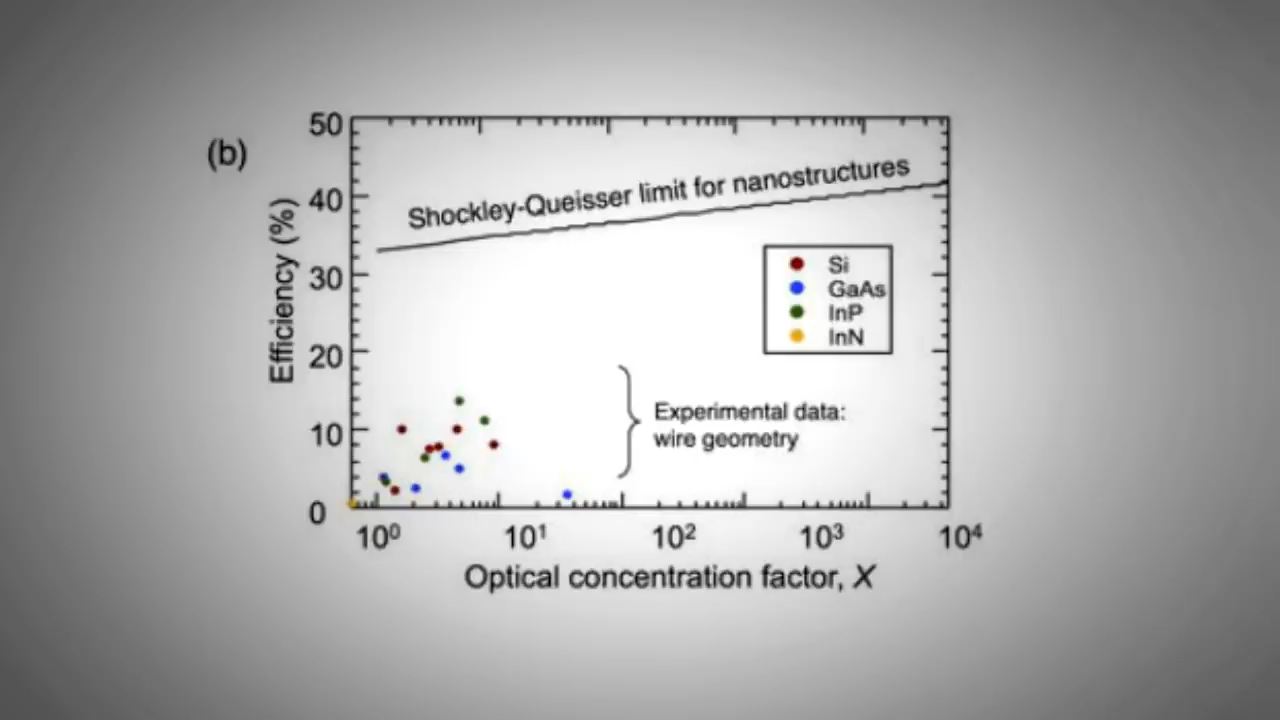 (b)
50
40
30
20
10
0
Efficiency (%)
Shockley-Queisser limit for nanostructures
Si
GaAs
InP
InN
Experimental data:
wire geometry
10⁰ 10¹ 10² 10³ 10⁴
Optical concentration factor, X